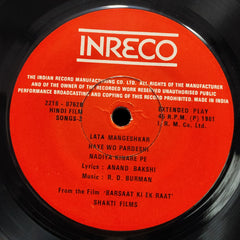 INRECO
THE INDIAN RECORD MANUFACTURING CO. LTD. ALL RIGHTS OF THE MANUFACTURER
AND OF THE OWNER OF THE RECORDED WORK RESERVED UNAUTHORISED PUBLIC
PERFORMANCE BROADCASTING AND COPYING OF THIS RECORD PROHIBITED. MADE IN INDIA
HINDI FILM
SONGS-3
EXTENDED PLAY
45 R.P.M. (P) 1981
I. R. M. Co. Ltd.
LATA MANGESHKAR
HAYE WO PARDESHI
NADIYA KINARE PE
Lyrics : ANAND BAKSHI
Music : R. D. BURMAN
From the Film 'BARSAAT KI EK RAAT'
SHAKTI FILMS